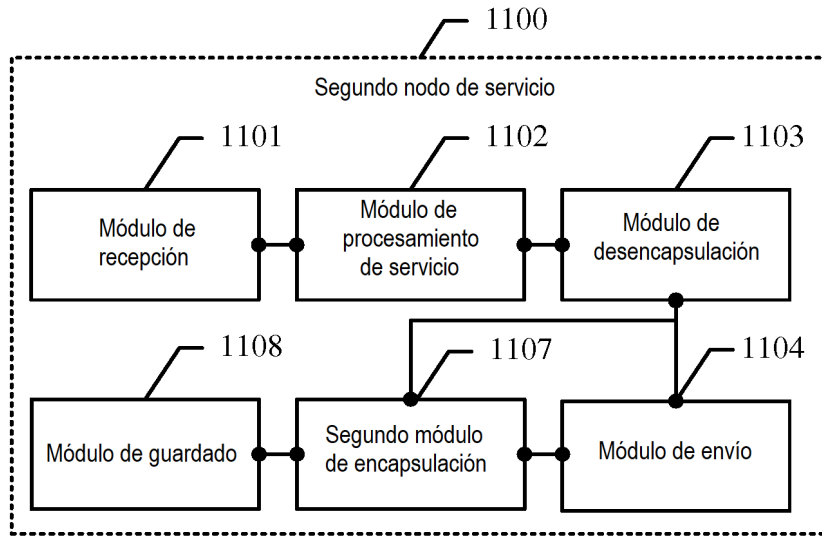 1100
Segundo nodo de servicio
1101
1102
1103
Módulo de
recepción
Módulo de
procesamiento
de servicio
Módulo de
desencapsulación
1108
1107
1104
Módulo de guardado
Segundo módulo
de encapsulación
Módulo de envío